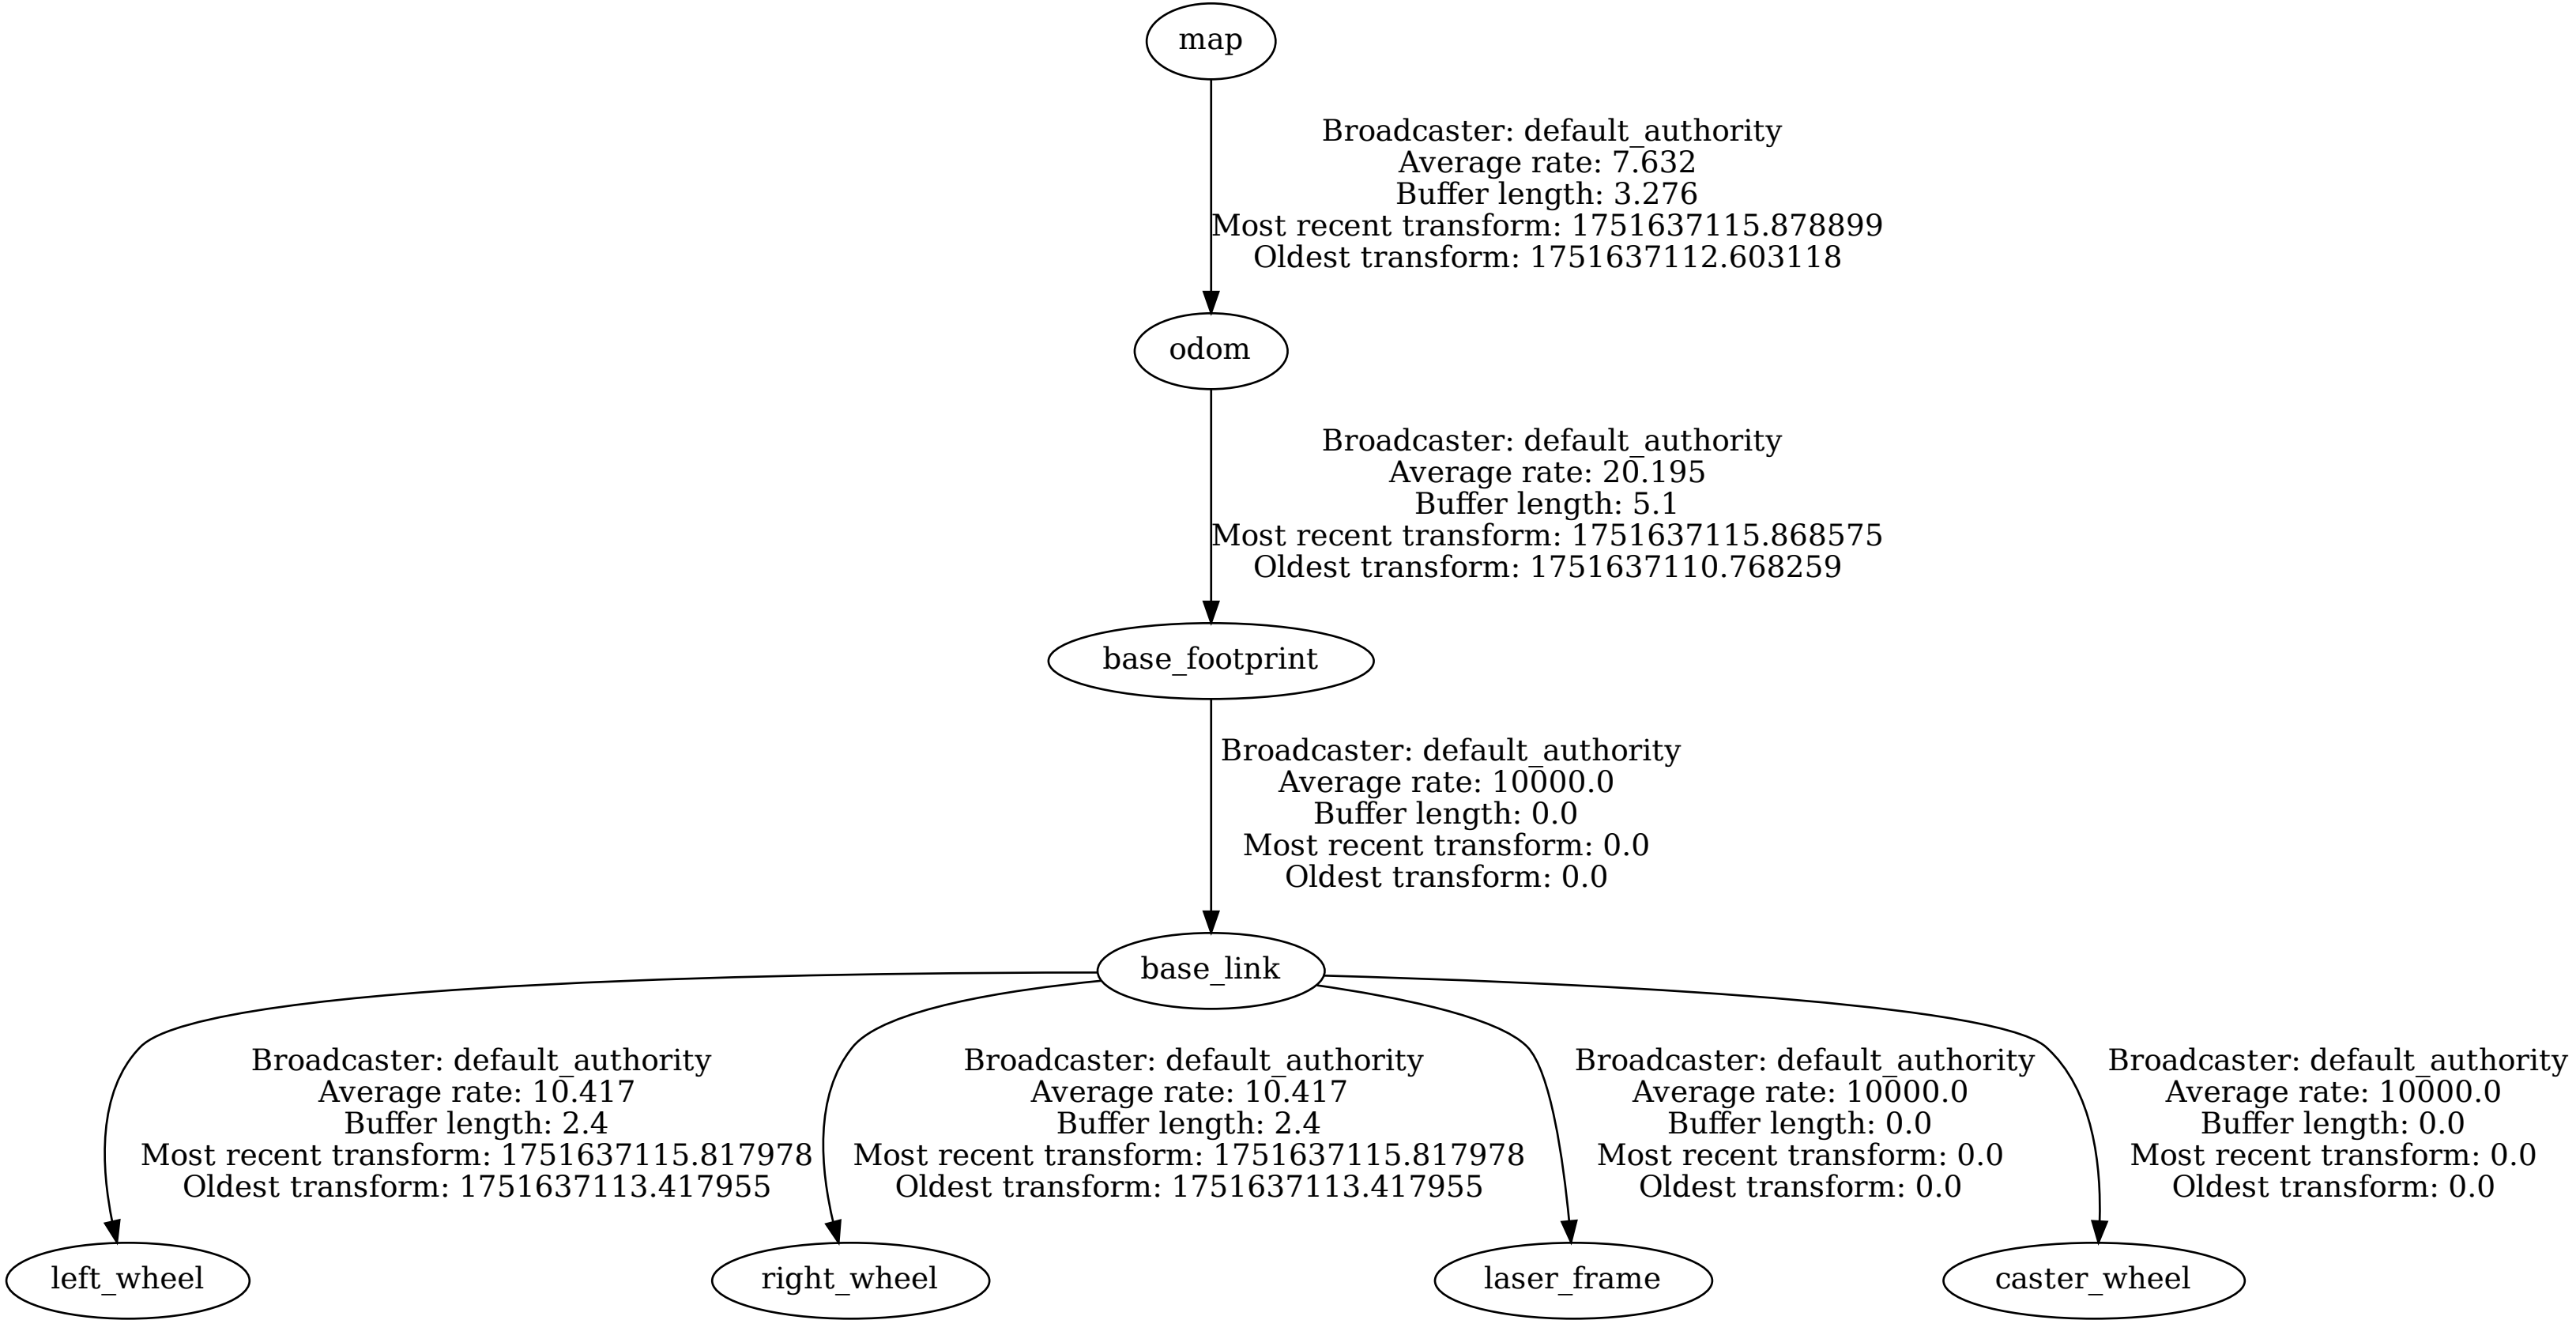 map
Broadcaster: default_authority
Average rate: 7.632
Buffer length: 3.276
Most recent transform: 1751637115.878899
Oldest transform: 1751637112.603118
odom
Broadcaster: default_authority
Average rate: 20.195
Buffer length: 5.1
Most recent transform: 1751637115.868575
Oldest transform: 1751637110.768259
base_footprint
Broadcaster: default_authority
Average rate: 10000.0
Buffer length: 0.0
Most recent transform: 0.0
Oldest transform: 0.0
base_link
Broadcaster: default_authority
Average rate: 10.417
Buffer length: 2.4
Most recent transform: 1751637115.817978
Oldest transform: 1751637113.417955
Broadcaster: default_authority
Average rate: 10.417
Buffer length: 2.4
Most recent transform: 1751637115.817978
Oldest transform: 1751637113.417955
Broadcaster: default_authority
Average rate: 10000.0
Buffer length: 0.0
Most recent transform: 0.0
Oldest transform: 0.0
Broadcaster: default_authority
Average rate: 10000.0
Buffer length: 0.0
Most recent transform: 0.0
Oldest transform: 0.0
left_wheel
right_wheel
laser_frame
caster_wheel